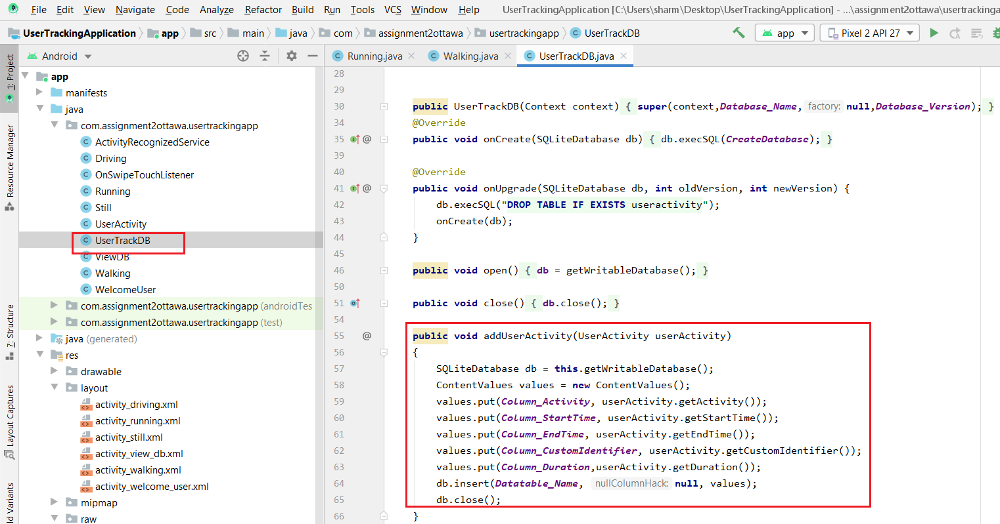 File Edit View Navigate Code Analyze Refactor Build Run Tools VCS Window Help UserTrackingApplication [C:\Users\sharm\Desktop\UserTrackingApplication] - ...\assignment2ottawa\usertrackinga
UserTrackingApplication app src main java com assignment2ottawa usertrackingapp UserTrackDB app Pixel 2 API 27
Android
Running.java Walking.java UserTrackDB.java
1: Project
Resource Manager
7: Structure
Layout Captures
ld Variants
app
manifests
java
com.assignment2ottawa.usertrackingapp
ActivityRecognizedService
Driving
OnSwipeTouchListener
Running
Still
UserActivity
UserTrackDB
ViewDB
Walking
WelcomeUser
com.assignment2ottawa.usertrackingapp (androidTes
com.assignment2ottawa.usertrackingapp (test)
java (generated)
res
drawable
layout
activity_driving.xml
activity_running.xml
activity_still.xml
activity_view_db.xml
activity_walking.xml
activity_welcome_user.xml
mipmap
raw
28
29
30 public UserTrackDB(Context context) { super(context,Database_Name, factory: null,Database_Version); }
34 @Override
35 @ public void onCreate(SQLiteDatabase db) { db.execSQL(CreateDatabase); }
39
40 @Override
41 @ public void onUpgrade(SQLiteDatabase db, int oldVersion, int newVersion) {
42 db.execSQL("DROP TABLE IF EXISTS useractivity");
43 onCreate(db);
44 }
45
46 public void open() { db = getWritableDatabase(); }
50
51 public void close() { db.close(); }
54
55 @ public void addUserActivity(UserActivity userActivity)
56 {
57 SQLiteDatabase db = this.getWritableDatabase();
58 ContentValues values = new ContentValues();
59 values.put(Column_Activity, userActivity.getActivity());
60 values.put(Column_StartTime, userActivity.getStartTime());
61 values.put(Column_EndTime, userActivity.getEndTime());
62 values.put(Column_CustomIdentifier, userActivity.getCustomIdentifier());
63 values.put(Column_Duration,userActivity.getDuration());
64 db.insert(Datatable_Name, nullColumnHack: null, values);
65 db.close();
66 }